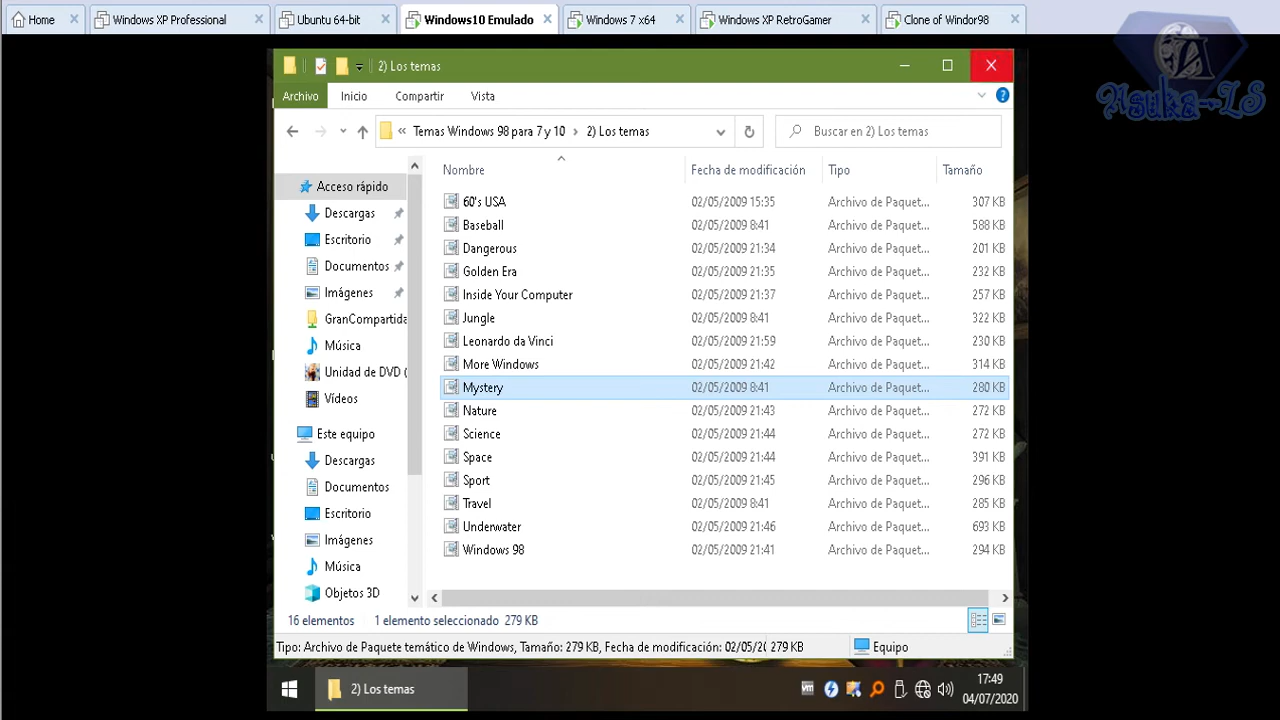 Home
Windows XP Professional
Ubuntu 64-bit
Windows10 Emulado
Windows 7 x64
Windows XP RetroGamer
Clone of Windor98
Asuka-LS
2) Los temas
Archivo Inicio Compartir Vista
« Temas Windows 98 para 7 y 10 › 2) Los temas
Buscar en 2) Los temas
Nombre Fecha de modificación Tipo Tamaño
60's USA 02/05/2009 15:35 Archivo de Paquet... 307 KB
Baseball 02/05/2009 8:41 Archivo de Paquet... 588 KB
Dangerous 02/05/2009 21:34 Archivo de Paquet... 201 KB
Golden Era 02/05/2009 21:35 Archivo de Paquet... 232 KB
Inside Your Computer 02/05/2009 21:37 Archivo de Paquet... 257 KB
Jungle 02/05/2009 8:41 Archivo de Paquet... 322 KB
Leonardo da Vinci 02/05/2009 21:59 Archivo de Paquet... 230 KB
More Windows 02/05/2009 21:42 Archivo de Paquet... 314 KB
Mystery 02/05/2009 8:41 Archivo de Paquet... 280 KB
Nature 02/05/2009 21:43 Archivo de Paquet... 272 KB
Science 02/05/2009 21:44 Archivo de Paquet... 272 KB
Space 02/05/2009 21:44 Archivo de Paquet... 391 KB
Sport 02/05/2009 21:45 Archivo de Paquet... 296 KB
Travel 02/05/2009 8:41 Archivo de Paquet... 285 KB
Underwater 02/05/2009 21:46 Archivo de Paquet... 693 KB
Windows 98 02/05/2009 21:41 Archivo de Paquet... 294 KB
Acceso rápido
Descargas
Escritorio
Documentos
Imágenes
GranCompartida
Música
Unidad de DVD (
Vídeos
Este equipo
Descargas
Documentos
Escritorio
Imágenes
Música
Objetos 3D
16 elementos 1 elemento seleccionado 279 KB
Tipo: Archivo de Paquete temático de Windows, Tamaño: 279 KB, Fecha de modificación: 02/05/20 279 KB Equipo
2) Los temas
17:49
04/07/2020